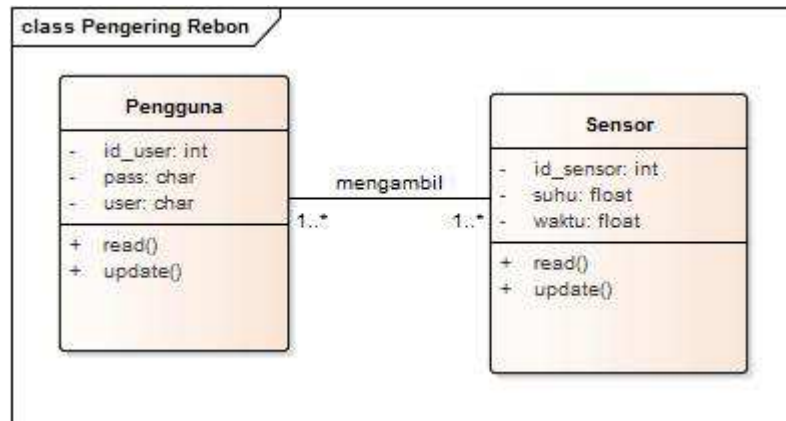 class Pengering Rebon
Pengguna
- id_user: int
- pass: char
- user: char
+ read()
+ update()
mengambil
1..*
1..*
Sensor
- id_sensor: int
- suhu: float
- waktu: float
+ read()
+ update()